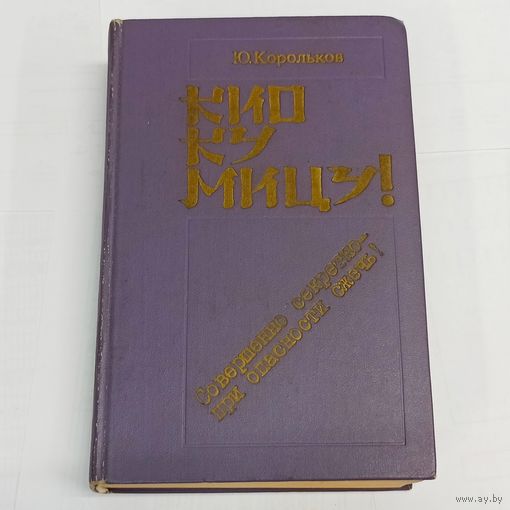 Ю. Корольков
КИО
КУ
МИЦУ!
Совершенно секретно-
при опасности сжечь!
www.ay.by